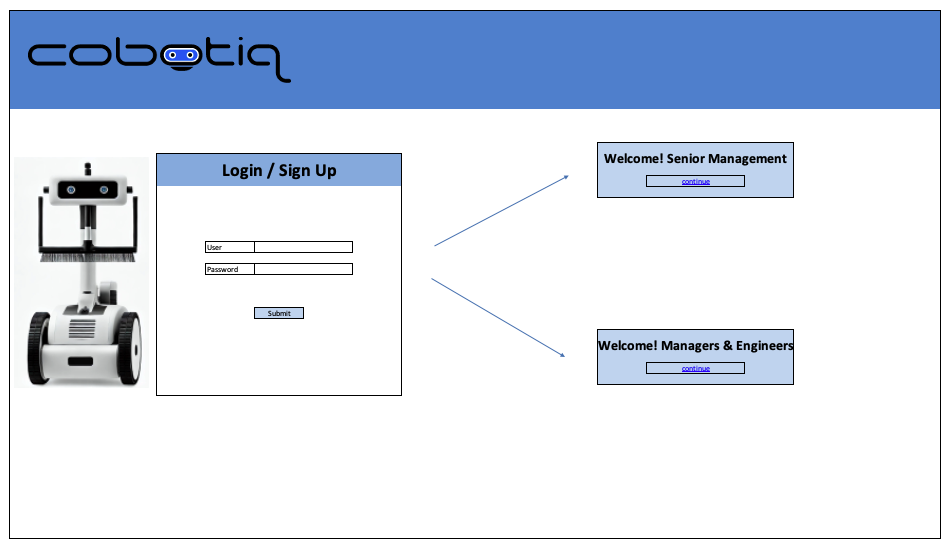 cobotiq
Login / Sign Up
User
Password
Submit
Welcome! Senior Management
continue
Welcome! Managers & Engineers
continue